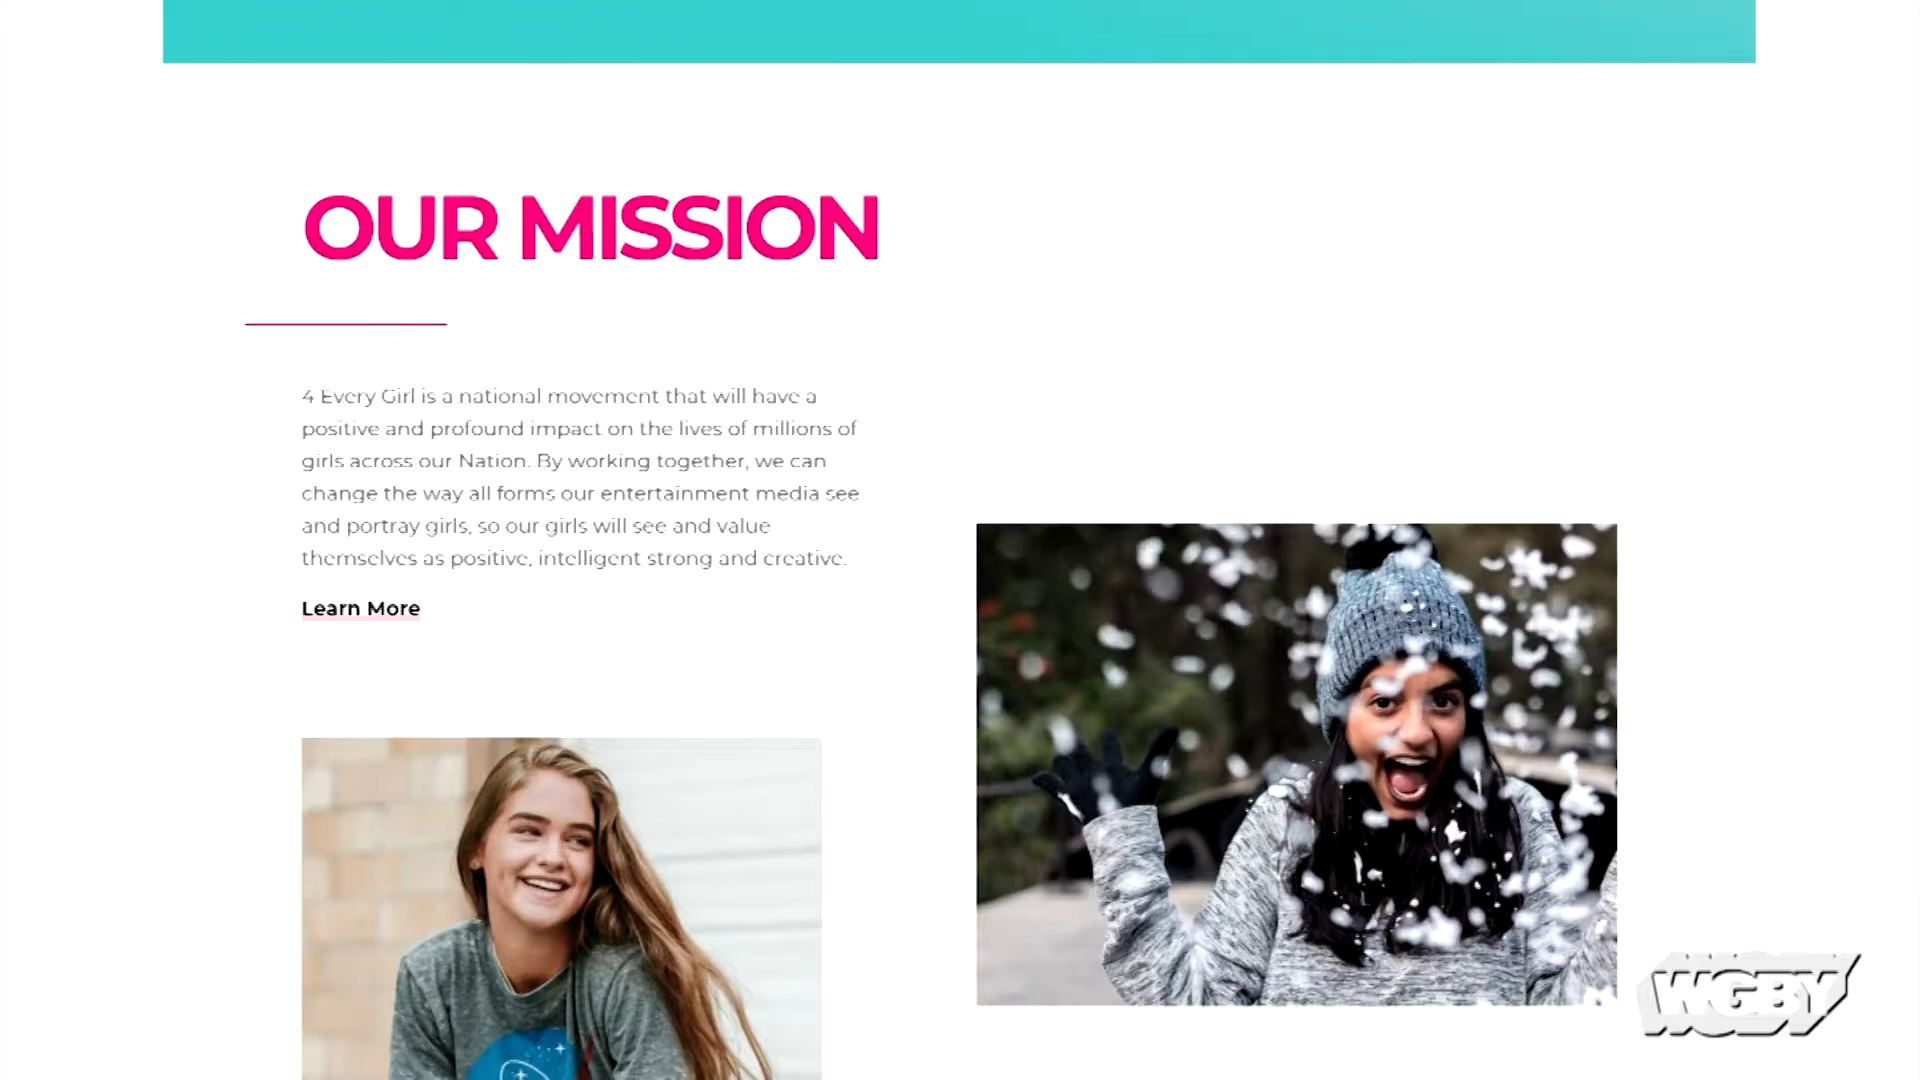 OUR MISSION
4 Every Girl is a national movement that will have a
positive and profound impact on the lives of millions of
girls across our Nation. By working together, we can
change the way all forms our entertainment media see
and portray girls, so our girls will see and value
themselves as positive, intelligent strong and creative.
Learn More
WGBY